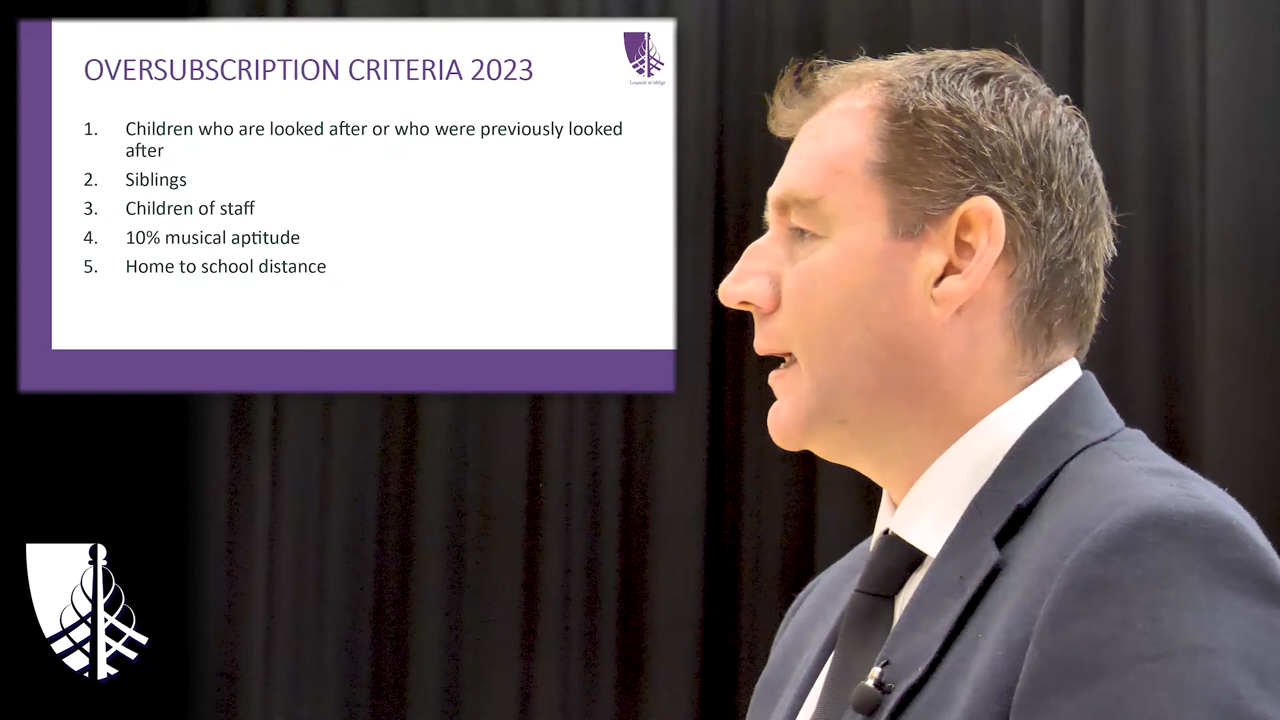 OVERSUBSCRIPTION CRITERIA 2023
1. Children who are looked after or who were previously looked
after
2. Siblings
3. Children of staff
4. 10% musical aptitude
5. Home to school distance